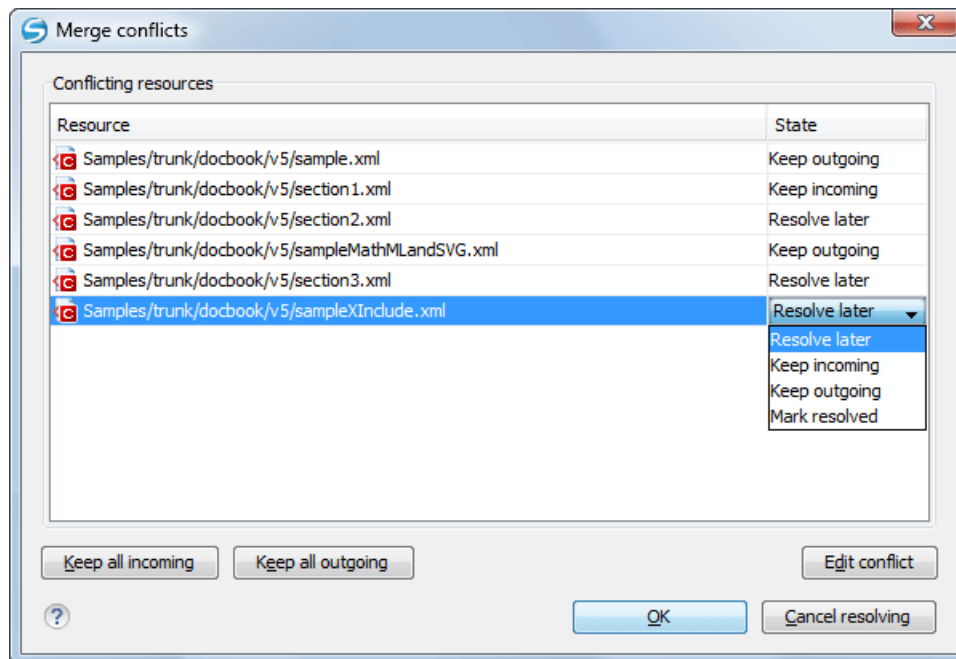 Merge conflicts
Conflicting resources
Resource State
Samples/trunk/docbook/v5/sample.xml Keep outgoing
Samples/trunk/docbook/v5/section1.xml Keep incoming
Samples/trunk/docbook/v5/section2.xml Resolve later
Samples/trunk/docbook/v5/sampleMathMLandSVG.xml Keep outgoing
Samples/trunk/docbook/v5/section3.xml Resolve later
Samples/trunk/docbook/v5/sampleXInclude.xml Resolve later
Resolve later
Keep incoming
Keep outgoing
Mark resolved
Keep all incoming Keep all outgoing Edit conflict
? OK Cancel resolving